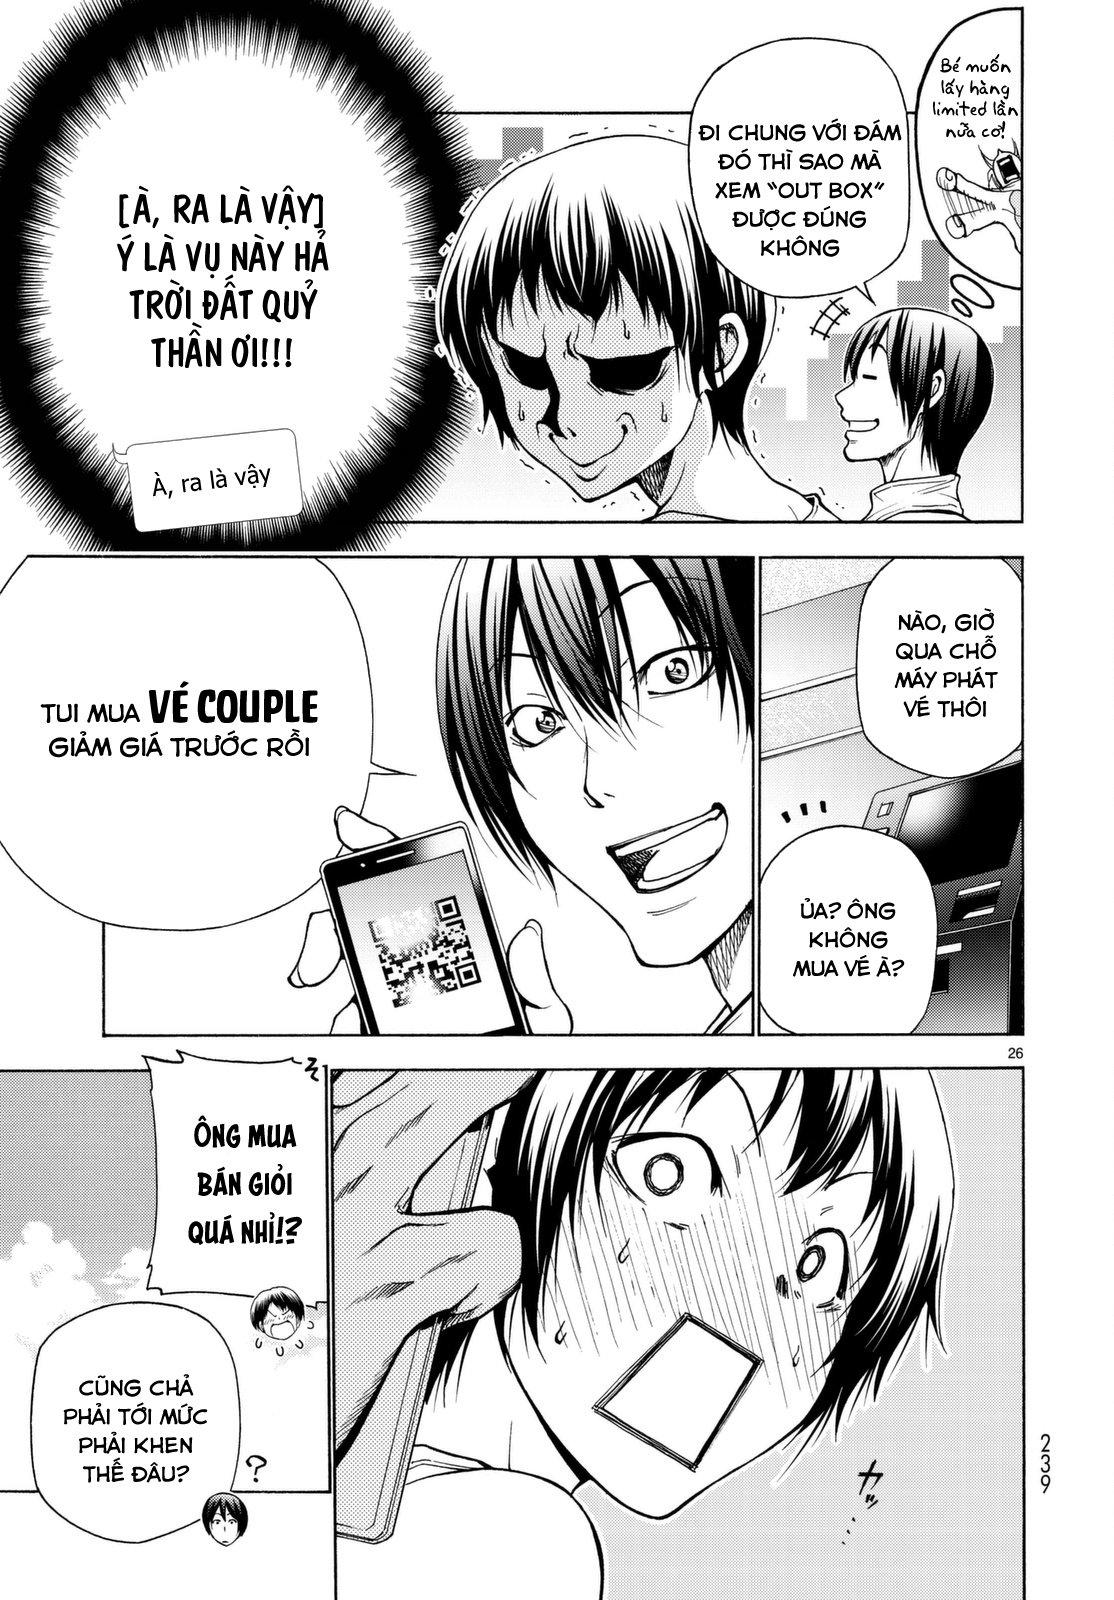 Bé muốn
lấy hàng
limited lần
nữa cơ!
ĐI CHUNG VỚI ĐÁM
ĐÓ THÌ SAO MÀ
XEM "OUT BOX"
ĐƯỢC ĐÚNG
KHÔNG
[À, RA LÀ VẬY]
Ý LÀ VỤ NÀY HẢ
TRỜI ĐẤT QUỶ
THẦN ƠI!!!
À, ra là vậy
NÀO, GIỜ
QUA CHỖ
MÁY PHÁT
VÉ THÔI
ỦA? ÔNG
KHÔNG
MUA VÉ À?
TUI MUA VÉ COUPLE
GIẢM GIÁ TRƯỚC RỒI
26
カッ
ÔNG MUA
BÁN GIỎI
QUÁ NHỈ!?
CŨNG CHẢ
PHẢI TỚI MỨC
PHẢI KHEN
THẾ ĐÂU?
?
239